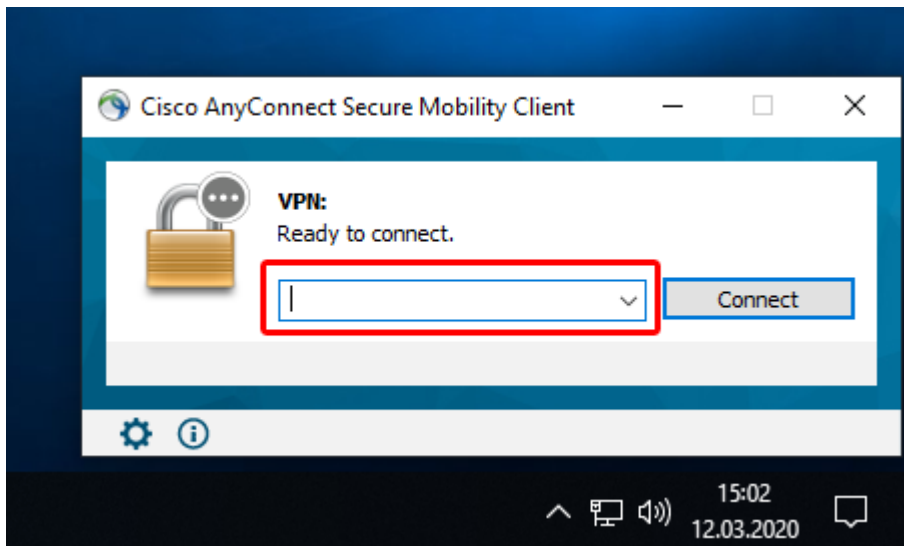 Cisco AnyConnect Secure Mobility Client
VPN:
Ready to connect.
Connect
15:02
12.03.2020